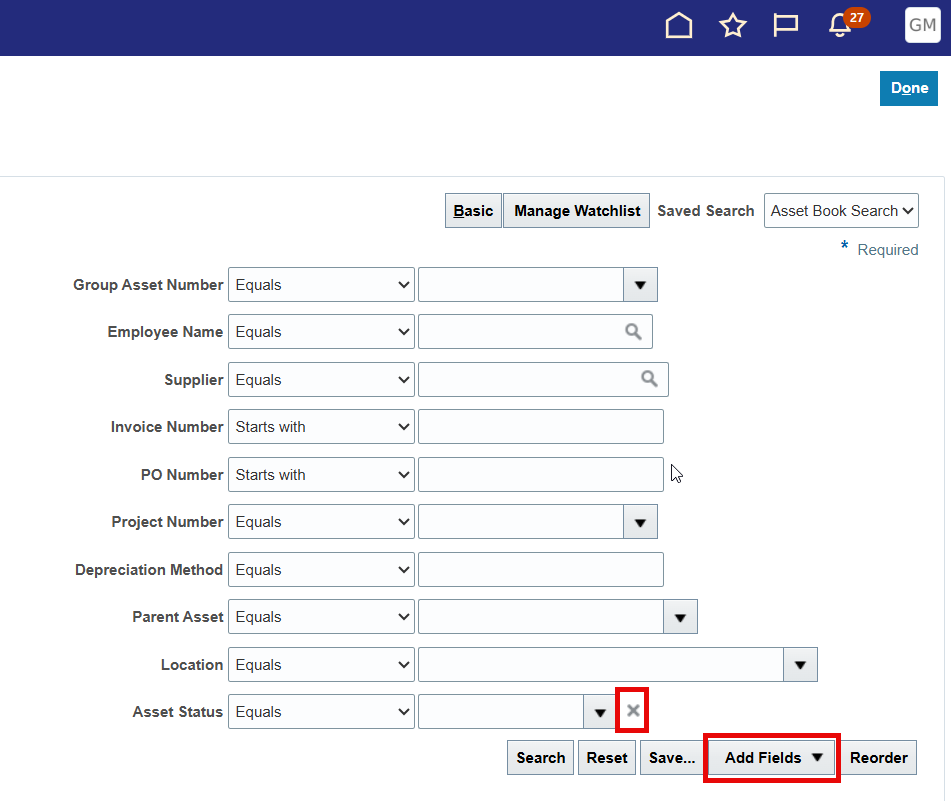 27
GM
Done
Basic Manage Watchlist Saved Search Asset Book Search
* Required
Group Asset Number Equals
Employee Name Equals
Supplier Equals
Invoice Number Starts with
PO Number Starts with
Project Number Equals
Depreciation Method Equals
Parent Asset Equals
Location Equals
Asset Status Equals
Search Reset Save... Add Fields Reorder